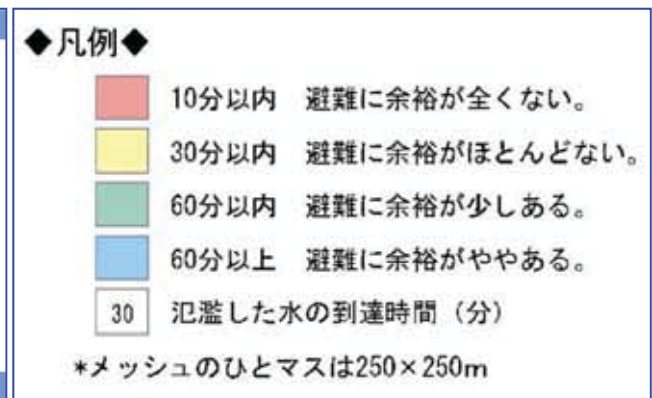 ◆凡例◆
10分以内 避難に余裕が全くない。
30分以内 避難に余裕がほとんどない。
60分以内 避難に余裕が少しある。
60分以上 避難に余裕がややある。
30 氾濫した水の到達時間（分）
*メッシュのひとマスは250×250m